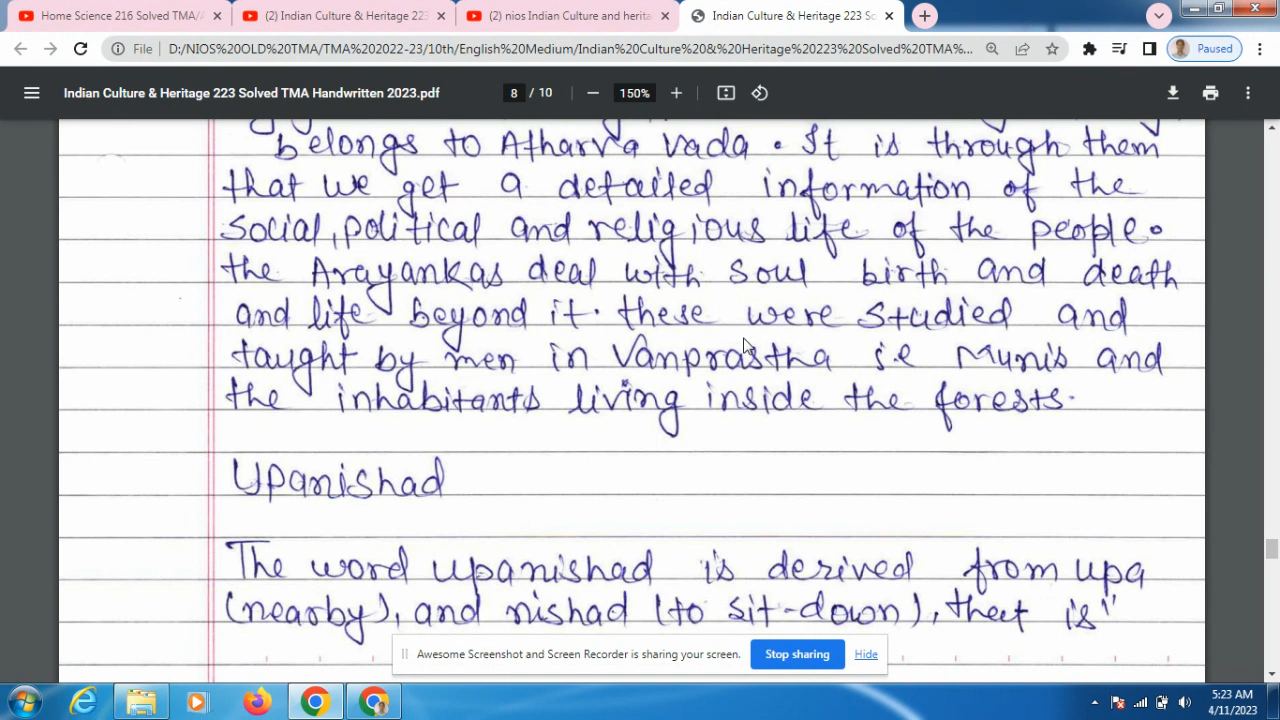 Home Science 216 Solved TMA/
(2) Indian Culture & Heritage 223
(2)
culture and herita
Indian Culture & Heritage 223 So
File
D:/NIOS%20OLD%20TMA/TMA%202022-23/10th/English%20Medium/Indian%20Culture%20&%20Heritage%20223%20Solved%20TMA%...
Paused
Indian Culture & Heritage 223 Solved TMA Handwritten 2023.pdf
8 / 10
150%
belongs to Atharva vada. It is through them
that we get a detailed information of the
social, political and religious life of the people.
the Arayankas deal with soul birth and death
and life beyond it. these were studied and
taught by men in Vanprastha i.e Munis and
the inhabitants living inside the forests.
Upanishad
The word upanishad is derived from upa
(nearby), and nishad (to sit-down), that is"
Awesome Screenshot and Screen Recorder is sharing your screen.
Stop sharing
Hide
5:23 AM
4/11/2023